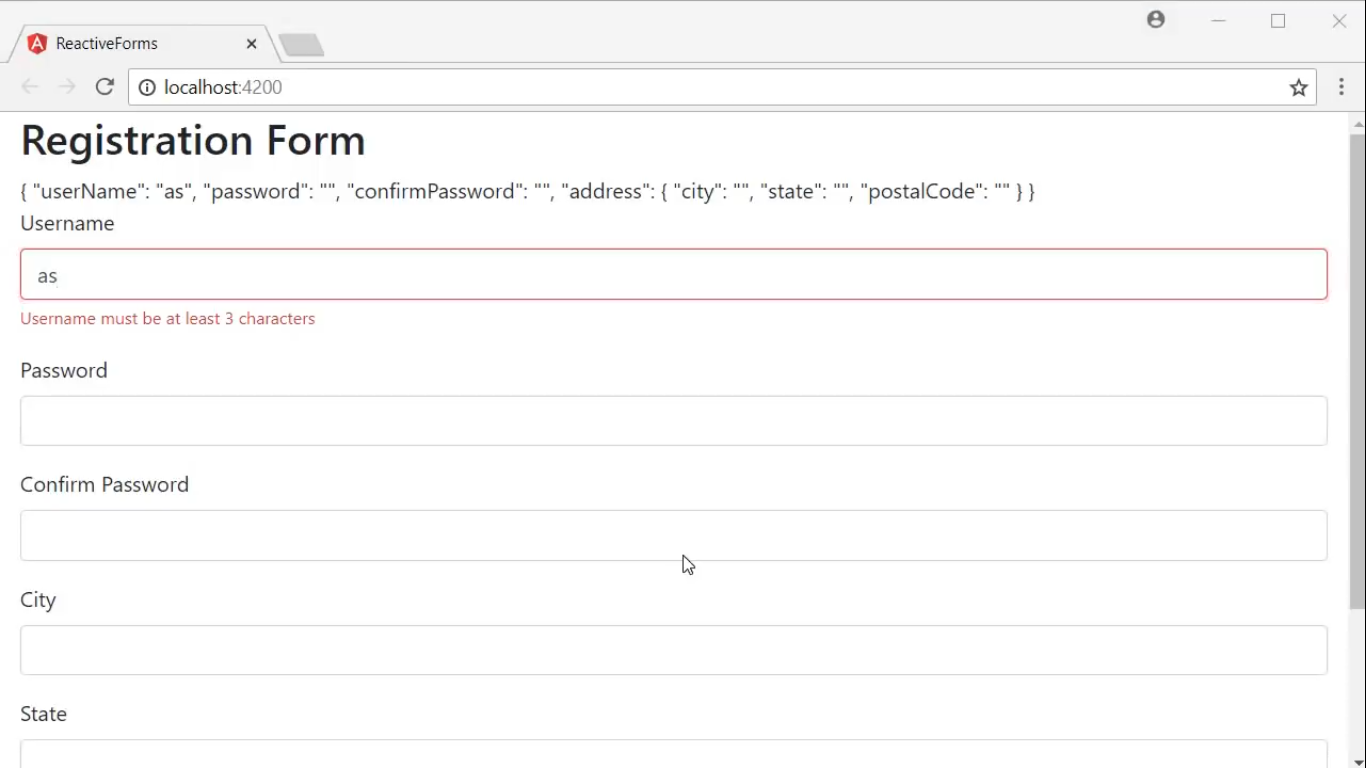 ReactiveForms
localhost:4200
Registration Form
{ "userName": "as", "password": "", "confirmPassword": "", "address": { "city": "", "state": "", "postalCode": "" } }
Username
as
Username must be at least 3 characters
Password
Confirm Password
City
State